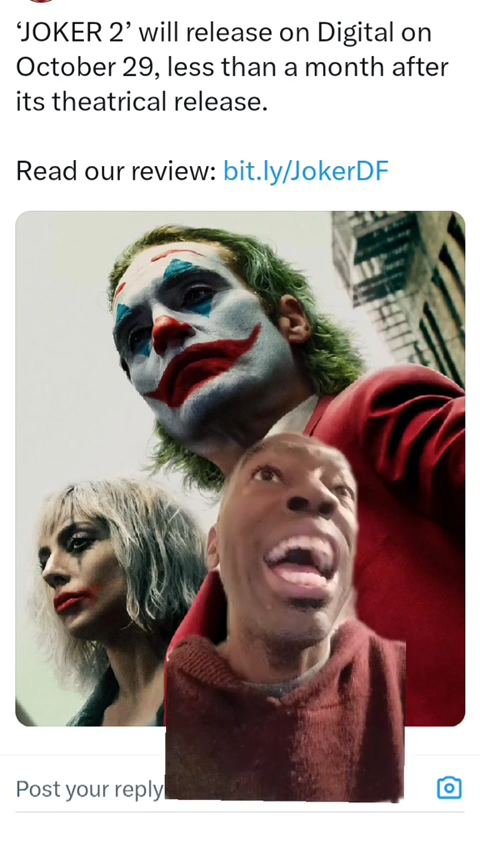 ‘JOKER 2’ will release on Digital on
October 29, less than a month after
its theatrical release.
Read our review: bit.ly/JokerDF
Post your reply